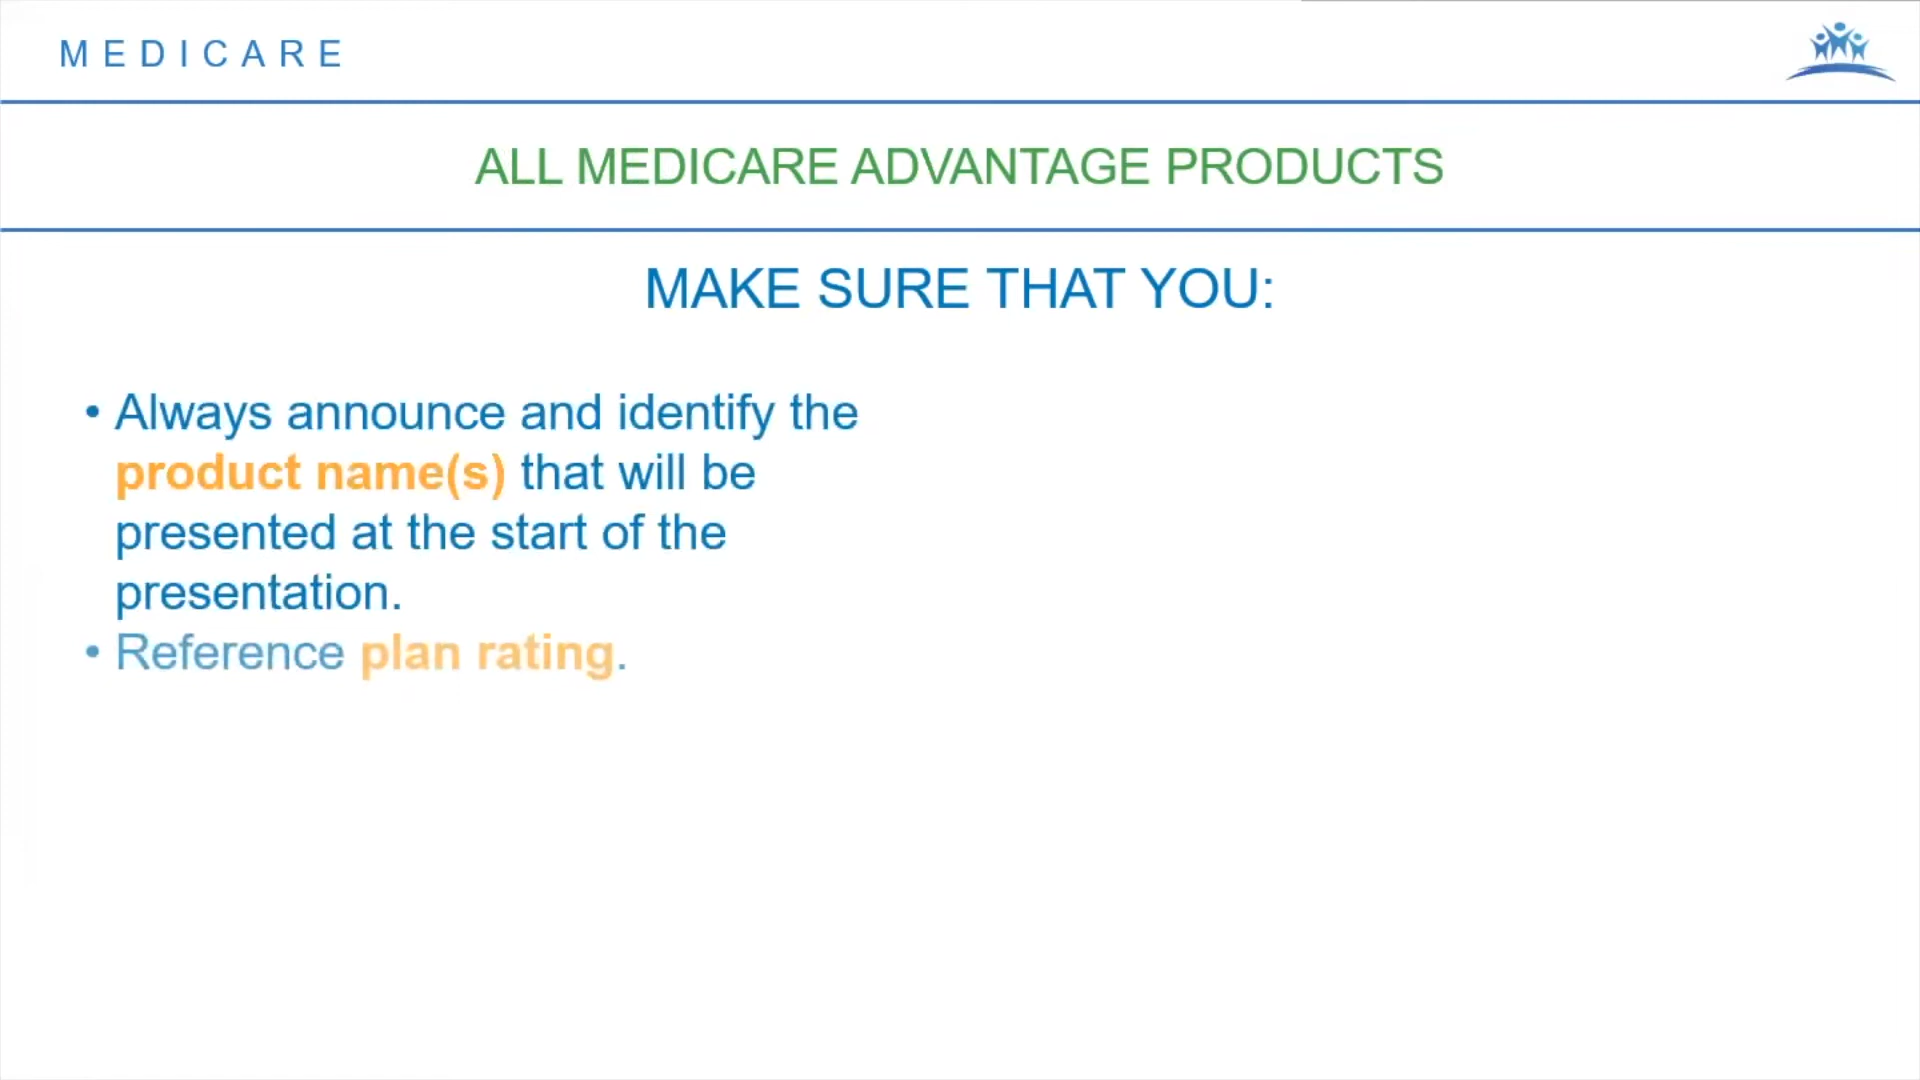 MEDICARE
ALL MEDICARE ADVANTAGE PRODUCTS
MAKE SURE THAT YOU:
• Always announce and identify the
product name(s) that will be
presented at the start of the
presentation.
• Reference plan rating.